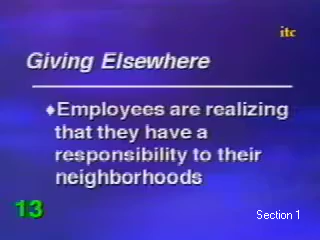 itc
Giving Elsewhere
♦Employees are realizing
that they have a
responsibility to their
neighborhoods
13
Section 1